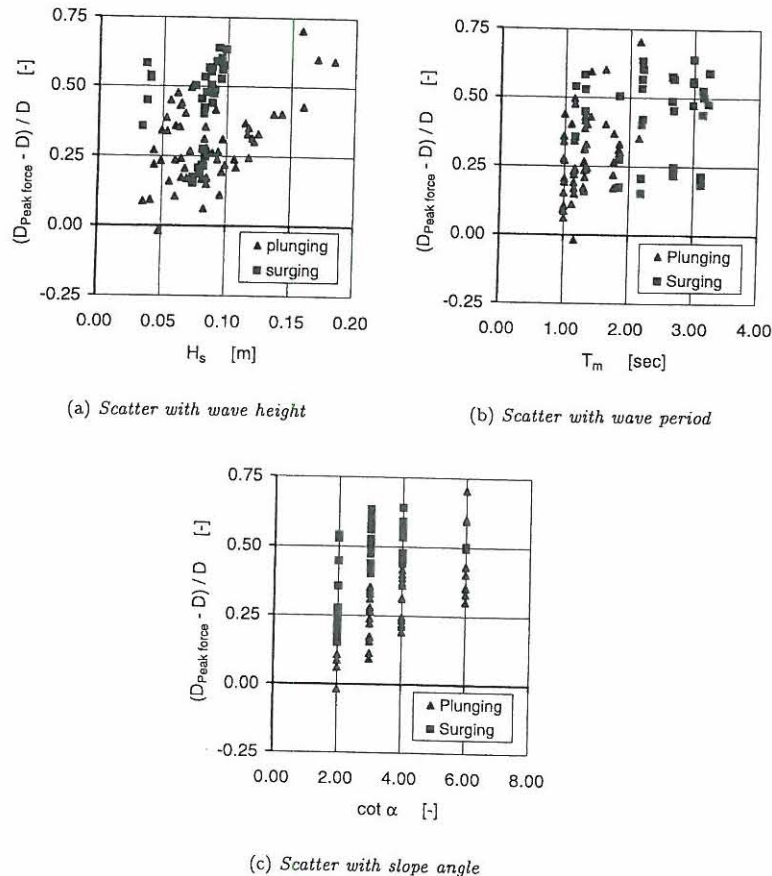 0.75
0.50
0.25
0.00
-0.25
(D_Peak force - D) / D [-]
▲ plunging
■ surging
0.00 0.05 0.10 0.15 0.20
H_s [m]
(a) Scatter with wave height
0.75
0.50
0.25
0.00
-0.25
(D_Peak force - D) / D [-]
▲ Plunging
■ Surging
0.00 1.00 2.00 3.00 4.00
T_m [sec]
(b) Scatter with wave period
0.75
0.50
0.25
0.00
-0.25
(D_Peak force - D) / D [-]
▲ Plunging
■ Surging
0.00 2.00 4.00 6.00 8.00
cot α [-]
(c) Scatter with slope angle